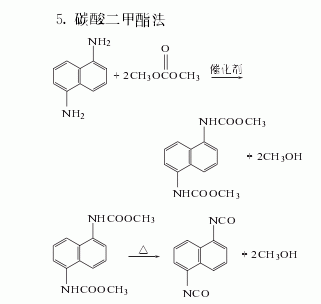 5. 碳酸二甲酯法
NH2
O
+ 2CH3OCOCH3 催化剂
NH2
NHCOOCH3
+ 2CH3OH
NHCOOCH3
NHCOOCH3
NCO
△
+ 2CH3OH
NHCOOCH3
NCO